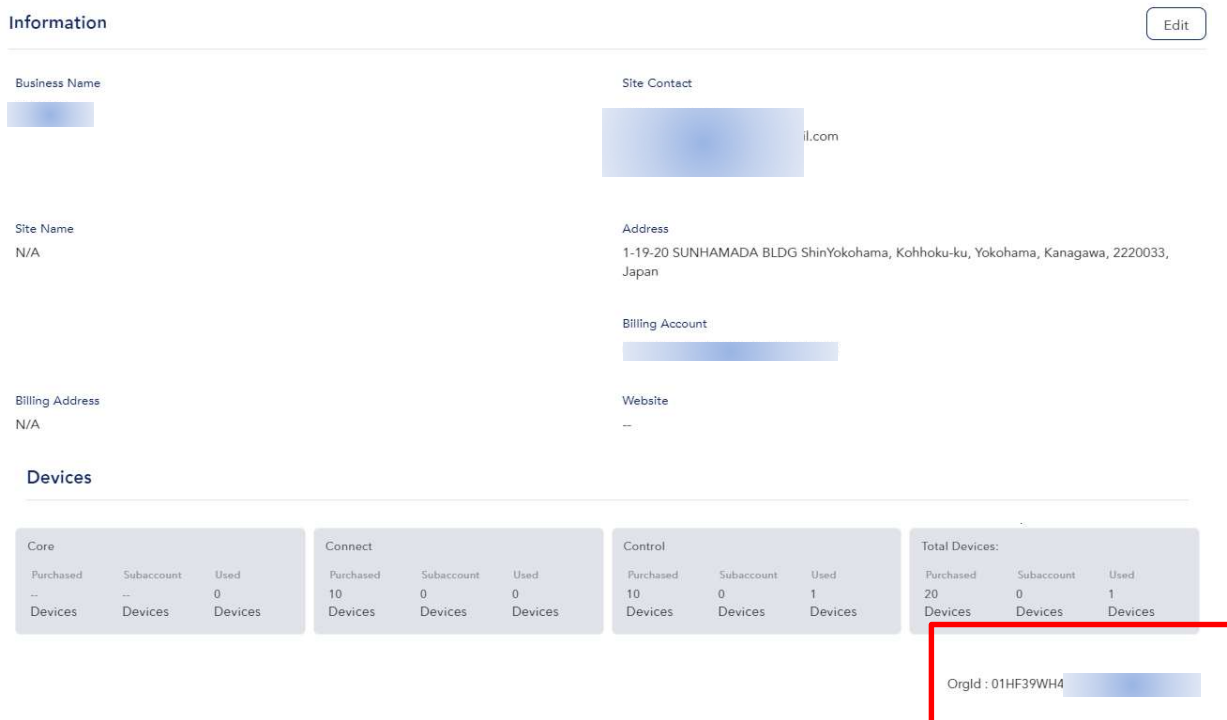 Information
Edit
Business Name
Site Contact
il.com
Site Name
N/A
Address
1-19-20 SUNHAMADA BLDG ShinYokohama, Kohhoku-ku, Yokohama, Kanagawa, 2220033,
Japan
Billing Account
Billing Address
N/A
Website
--
Devices
Core
Purchased Subaccount Used
-- -- 0
Devices Devices Devices
Connect
Purchased Subaccount Used
10 0 0
Devices Devices Devices
Control
Purchased Subaccount Used
10 0 1
Devices Devices Devices
Total Devices:
Purchased Subaccount Used
20 0 1
Devices Devices Devices
OrgId : 01HF39WH4